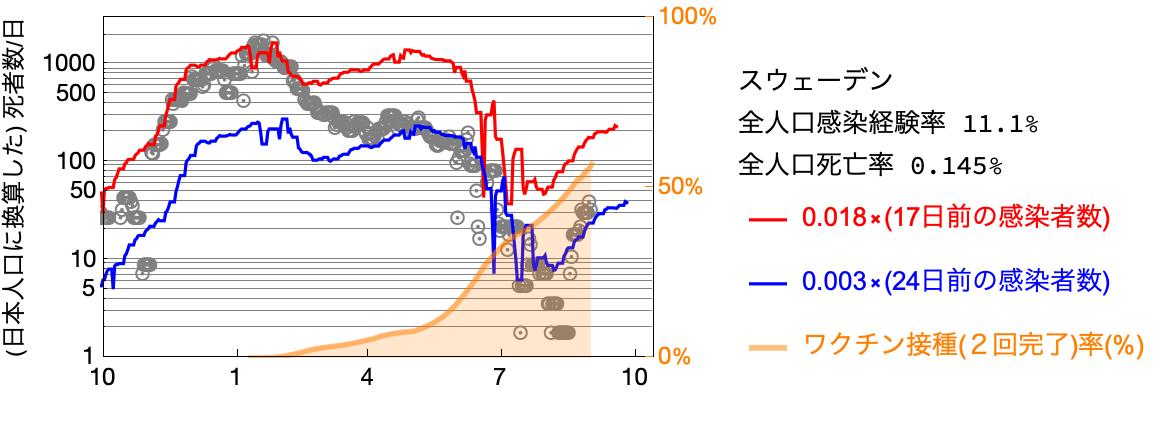 (日本人口に換算した) 死者数/日
1000
500
100
50
10
5
1
10
1
4
7
10
100%
50%
0%
スウェーデン
全人口感染経験率 11.1%
全人口死亡率 0.145%
0.018×(17日前の感染者数)
0.003×(24日前の感染者数)
ワクチン接種(２回完了)率(%)